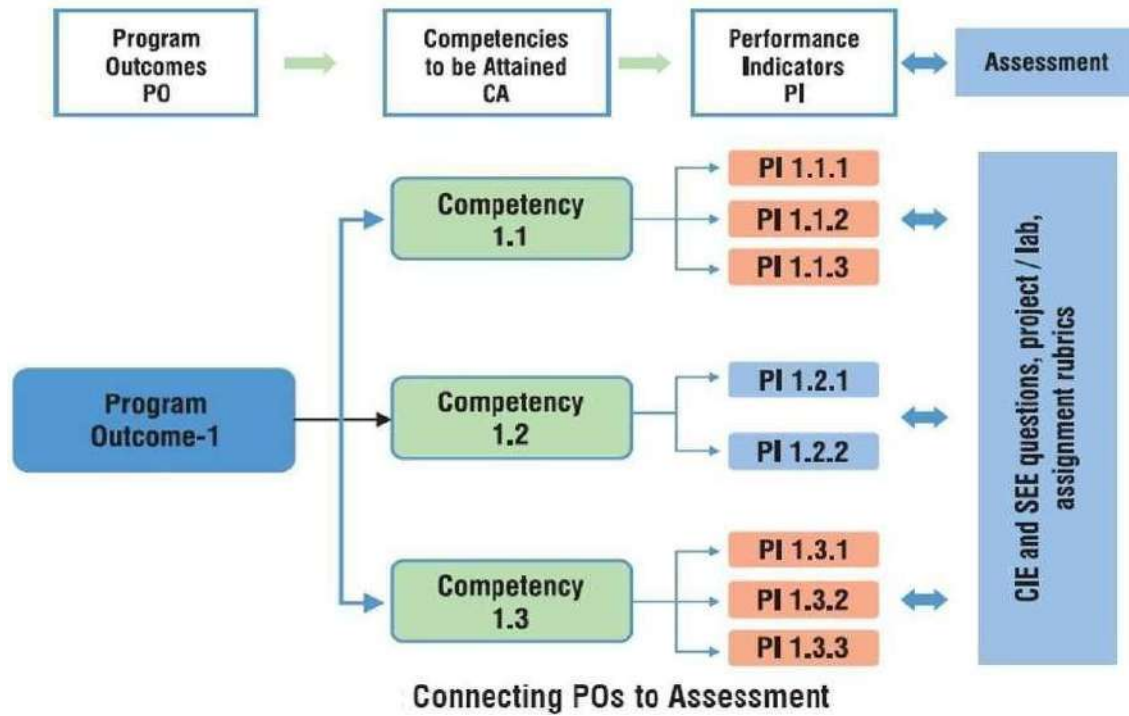 Program
Outcomes
PO
Competencies
to be Attained
CA
Performance
Indicators
PI
Assessment
Program
Outcome-1
Competency
1.1
PI 1.1.1
PI 1.1.2
PI 1.1.3
Competency
1.2
PI 1.2.1
PI 1.2.2
Competency
1.3
PI 1.3.1
PI 1.3.2
PI 1.3.3
CIE and SEE questions, project / lab,
assignment rubrics
Connecting POs to Assessment